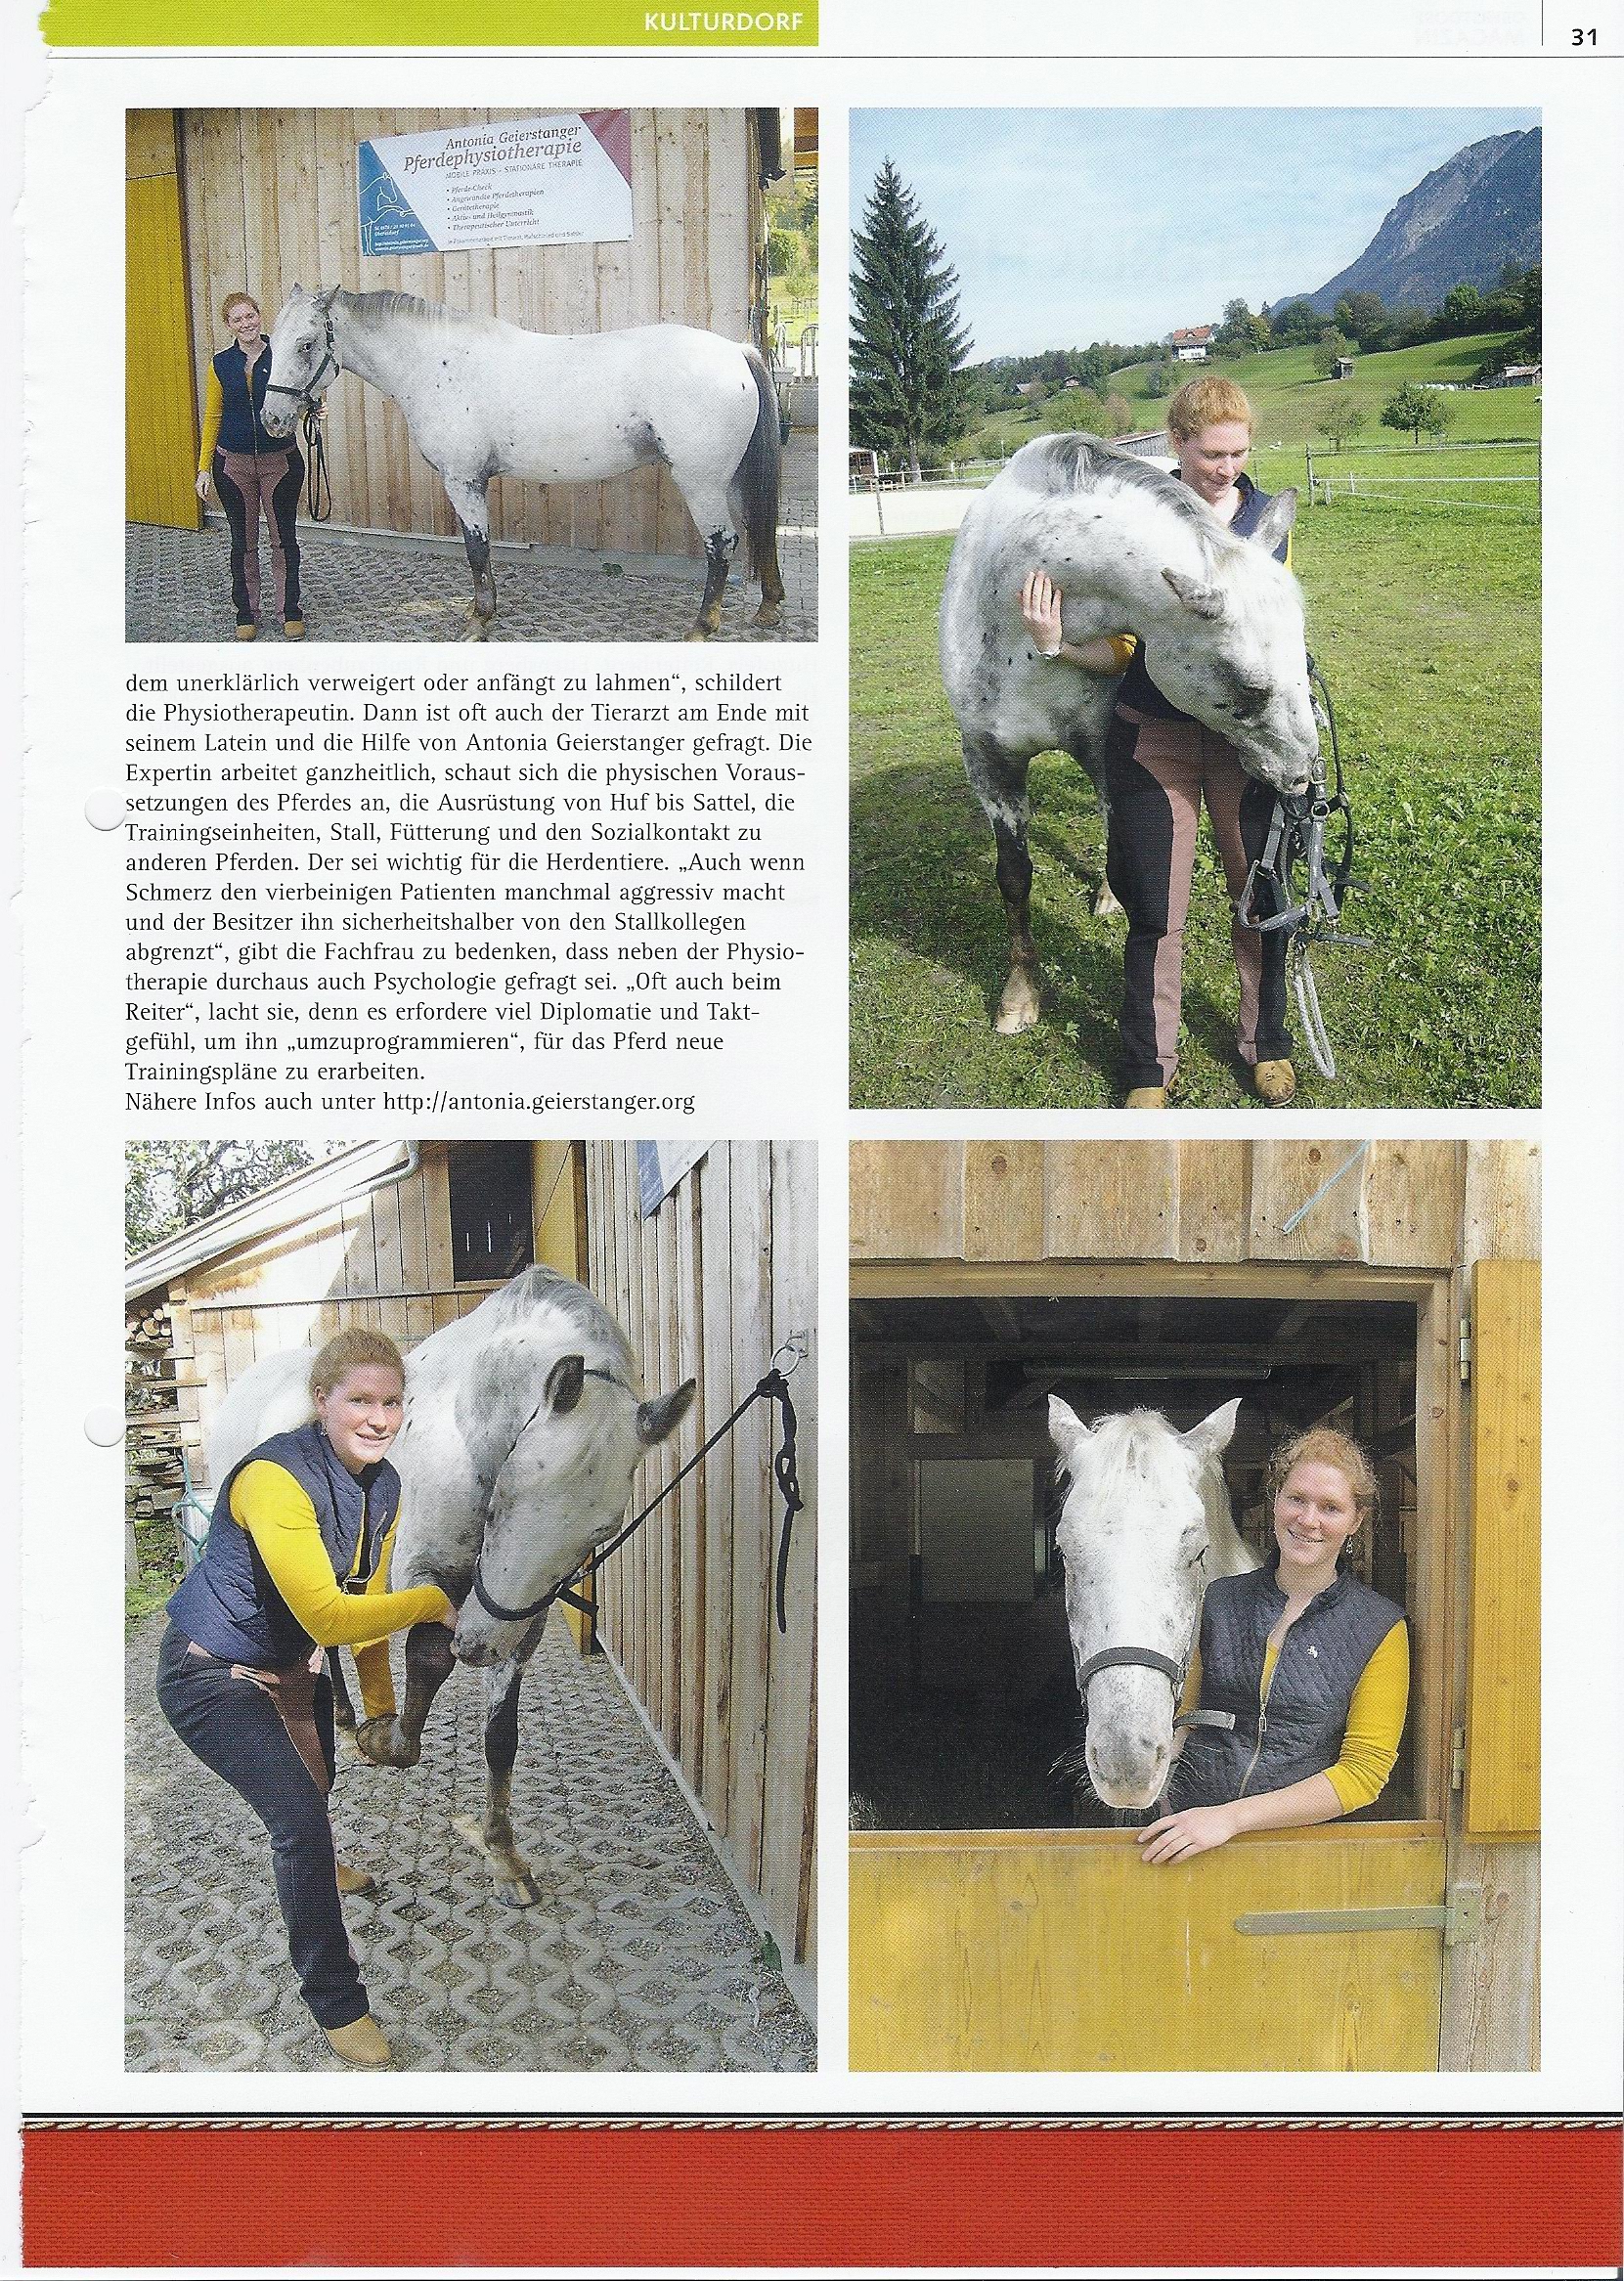 KULTURDORF
31
Antonia Geierstanger
Pferdephysiotherapie
MOBILE PRAXIS - STATIONÄRE THERAPIE
• Pferde-Check
• Angewandte Pferdetherapien
• Gerätetherapie
• Aktiv- und Heilgymnastik
• Therapeutischer Unterricht
dem unerklärlich verweigert oder anfängt zu lahmen“, schildert
die Physiotherapeutin. Dann ist oft auch der Tierarzt am Ende mit
seinem Latein und die Hilfe von Antonia Geierstanger gefragt. Die
Expertin arbeitet ganzheitlich, schaut sich die physischen Voraus-
setzungen des Pferdes an, die Ausrüstung von Huf bis Sattel, die
Trainingseinheiten, Stall, Fütterung und den Sozialkontakt zu
anderen Pferden. Der sei wichtig für die Herdentiere. „Auch wenn
Schmerz den vierbeinigen Patienten manchmal aggressiv macht
und der Besitzer ihn sicherheitshalber von den Stallkollegen
abgrenzt“, gibt die Fachfrau zu bedenken, dass neben der Physio-
therapie durchaus auch Psychologie gefragt sei. „Oft auch beim
Reiter“, lacht sie, denn es erfordere viel Diplomatie und Takt-
gefühl, um ihn „umzuprogrammieren“, für das Pferd neue
Trainingspläne zu erarbeiten.
Nähere Infos auch unter http://antonia.geierstanger.org